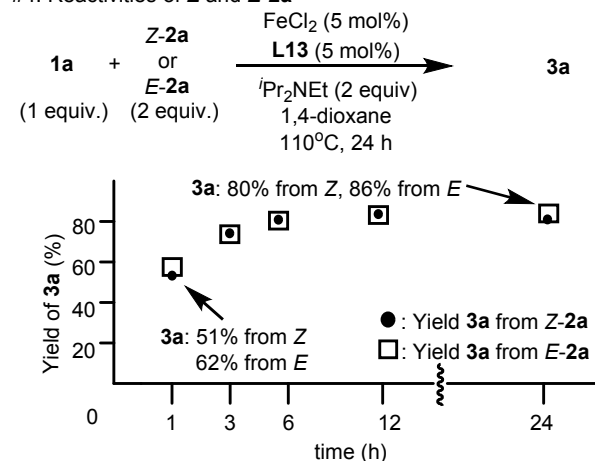 FeCl2 (5 mol%)
L13 (5 mol%)
iPr2NEt (2 equiv)
1,4-dioxane
110oC, 24 h
1a + Z-2a or E-2a 3a
(1 equiv.) (2 equiv.)
3a: 80% from Z, 86% from E
Yield of 3a (%)
80
60
40
20
0
3a: 51% from Z
62% from E
: Yield 3a from Z-2a
: Yield 3a from E-2a
1 3 6 12 24
time (h)